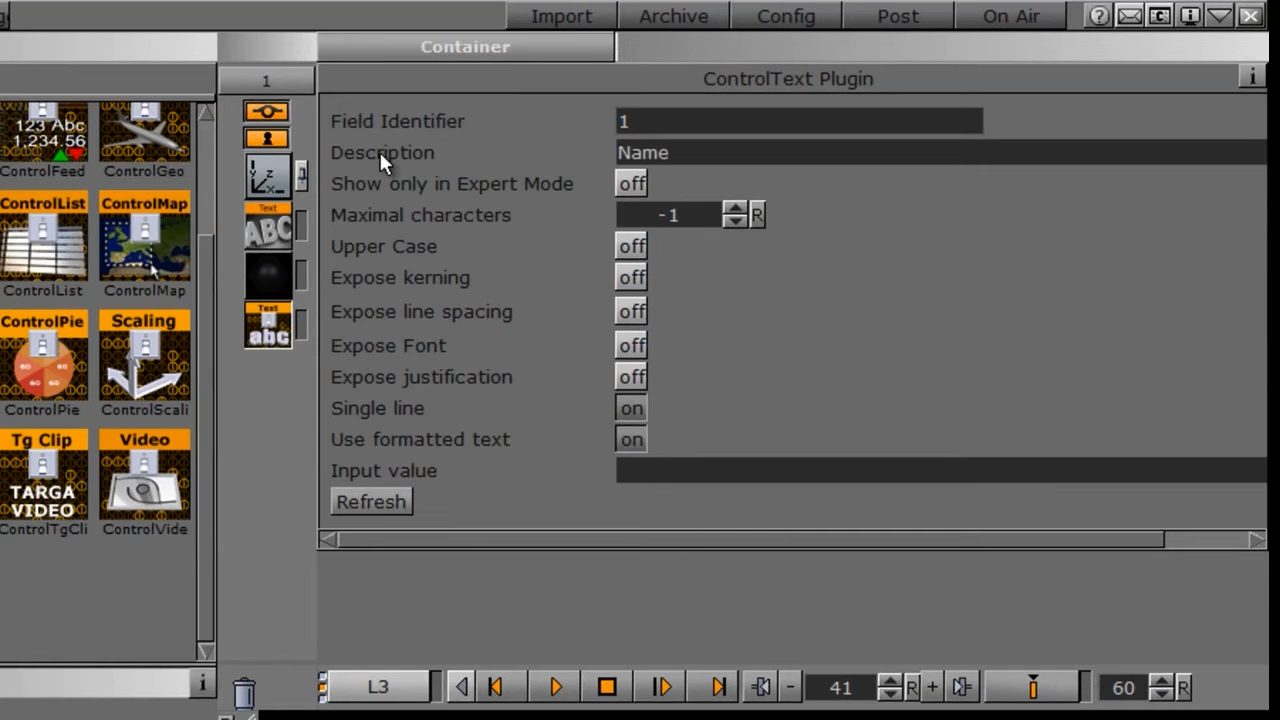 Import Archive Config Post On Air
Container
1
ControlText Plugin
Field Identifier 1
Description Name
Show only in Expert Mode off
Maximal characters -1 R
Upper Case off
Expose kerning off
Expose line spacing off
Expose Font off
Expose justification off
Single line on
Use formatted text on
Input value
Refresh
123 Abc
1.234.56
ControlFeed ControlGeo
ControlList ControlMap
ControlList ControlMap
ControlPie Scaling
60 60 60
ControlPie ControlScali
Tg Clip Video
TARGA
VIDEO
ControlTgCli ControlVide
Text
ABC
Text
abc
L3 - 41 R + 60 R